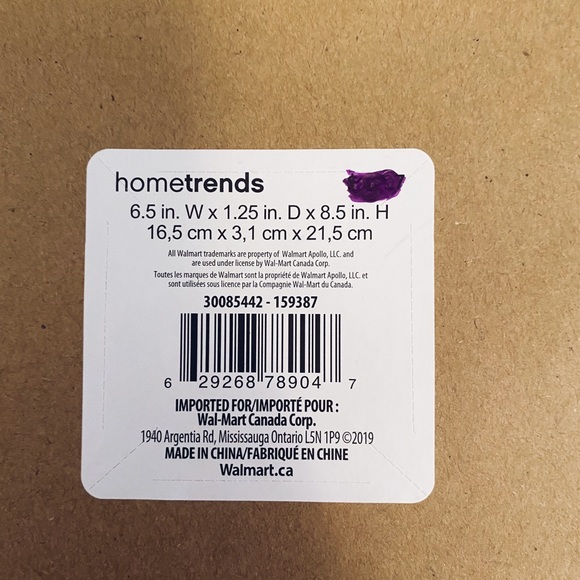 hometrends
6.5 in. W x 1.25 in. D x 8.5 in. H
16,5 cm x 3,1 cm x 21,5 cm
All Walmart trademarks are property of Walmart Apollo, LLC. and
are used under license by Wal-Mart Canada Corp.
Toutes les marques de Walmart sont la propriété de Walmart Apollo, LLC. et
sont utilisées sous licence par la Compagnie Wal-Mart du Canada.
30085442 - 159387
6 29268 78904 7
IMPORTED FOR/IMPORTÉ POUR :
Wal-Mart Canada Corp.
1940 Argentia Rd, Mississauga Ontario L5N 1P9 ©2019
MADE IN CHINA/FABRIQUÉ EN CHINE
Walmart.ca